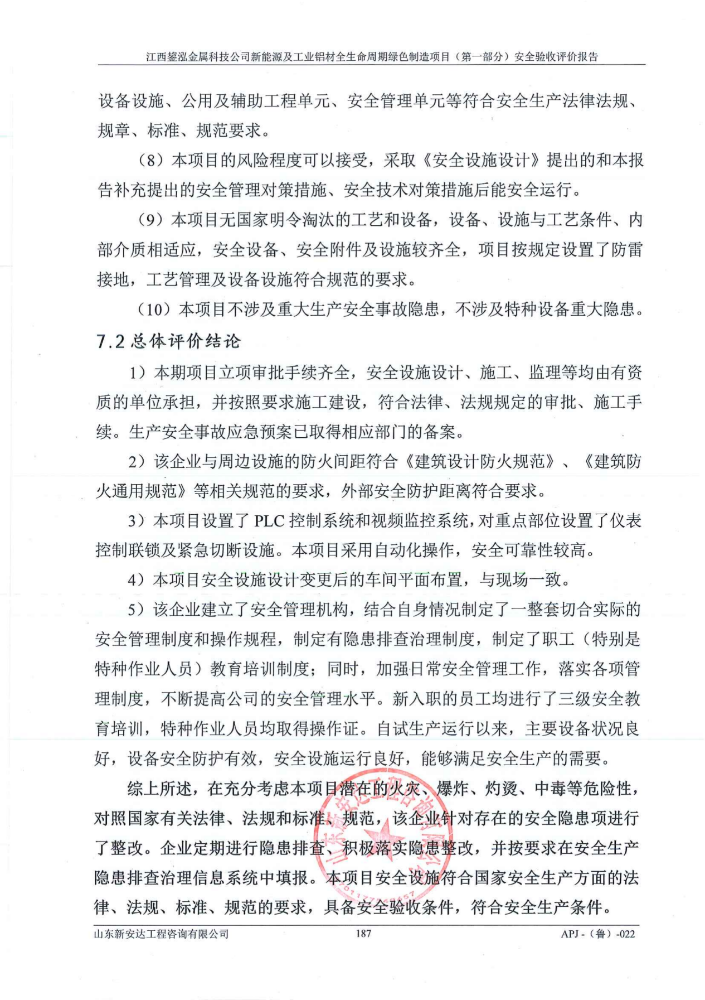 江西鋆泓金属科技公司新能源及工业铝材全生命周期绿色制造项目（第一部分）安全验收评价报告
设备设施、公用及辅助工程单元、安全管理单元等符合安全生产法律法规、
规章、标准、规范要求。
（8）本项目的风险程度可以接受，采取《安全设施设计》提出的和本报
告补充提出的安全管理对策措施、安全技术对策措施后能安全运行。
（9）本项目无国家明令淘汰的工艺和设备，设备、设施与工艺条件、内
部介质相适应，安全设备、安全附件及设施较齐全，项目按规定设置了防雷
接地，工艺管理及设备设施符合规范的要求。
（10）本项目不涉及重大生产安全事故隐患，不涉及特种设备重大隐患。
7.2 总体评价结论
1）本期项目立项审批手续齐全，安全设施设计、施工、监理等均由有资
质的单位承担，并按照要求施工建设，符合法律、法规规定的审批、施工手
续。生产安全事故应急预案已取得相应部门的备案。
2）该企业与周边设施的防火间距符合《建筑设计防火规范》、《建筑防
火通用规范》等相关规范的要求，外部安全防护距离符合要求。
3）本项目设置了 PLC 控制系统和视频监控系统，对重点部位设置了仪表
控制联锁及紧急切断设施。本项目采用自动化操作，安全可靠性较高。
4）本项目安全设施设计变更后的车间平面布置，与现场一致。
5）该企业建立了安全管理机构，结合自身情况制定了一整套切合实际的
安全管理制度和操作规程，制定有隐患排查治理制度，制定了职工（特别是
特种作业人员）教育培训制度；同时，加强日常安全管理工作，落实各项管
理制度，不断提高公司的安全管理水平。新入职的员工均进行了三级安全教
育培训，特种作业人员均取得操作证。自试生产运行以来，主要设备状况良
好，设备安全防护有效，安全设施运行良好，能够满足安全生产的需要。
综上所述，在充分考虑本项目潜在的火灾、爆炸、灼烫、中毒等危险性，
对照国家有关法律、法规和标准、规范，该企业针对存在的安全隐患项进行
了整改。企业定期进行隐患排查、积极落实隐患整改，并按要求在安全生产
隐患排查治理信息系统中填报。本项目安全设施符合国家安全生产方面的法
律、法规、标准、规范的要求，具备安全验收条件，符合安全生产条件。
山东新安达工程咨询有限公司
山东新安达工程咨询有限公司 187 APJ -（鲁）-022